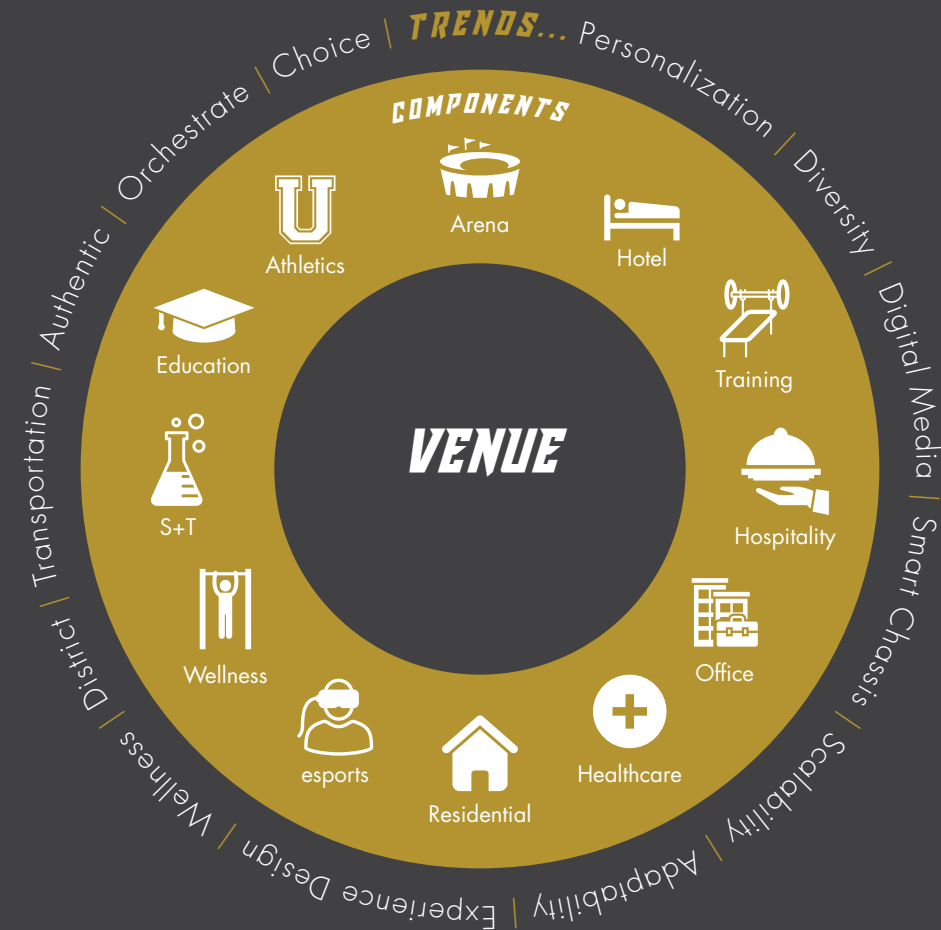 TRENDS... Personalization | Diversity | Digital Media | Smart Chassis | Scalability | Adaptability | Experience Design | Wellness | District | Transportation | Authentic | Orchestrate | Choice |
COMPONENTS
Arena
Hotel
Training
Hospitality
Office
Healthcare
Residential
esports
Wellness
S+T
Education
U
Athletics
VENUE